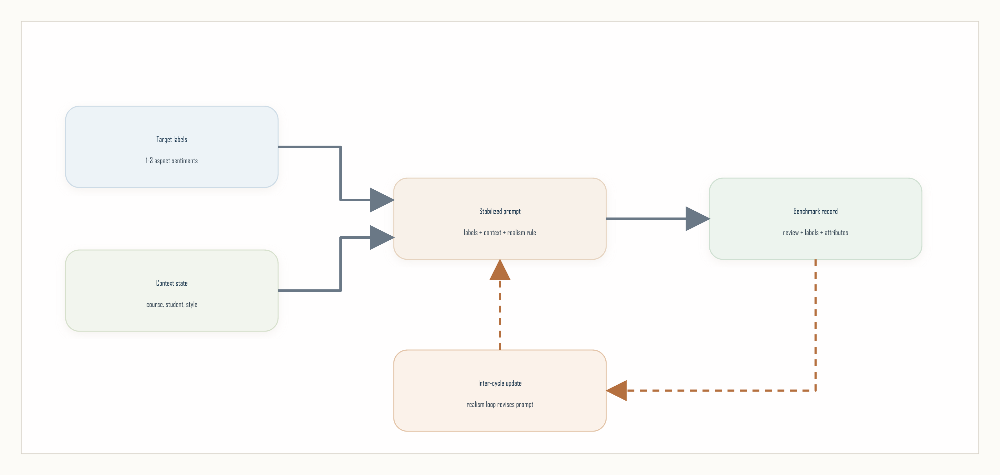 Target labels
1-3 aspect sentiments
Context state
course, student, style
Stabilized prompt
labels + context + realism rule
Benchmark record
review + labels + attributes
Inter-cycle update
realism loop revises prompt